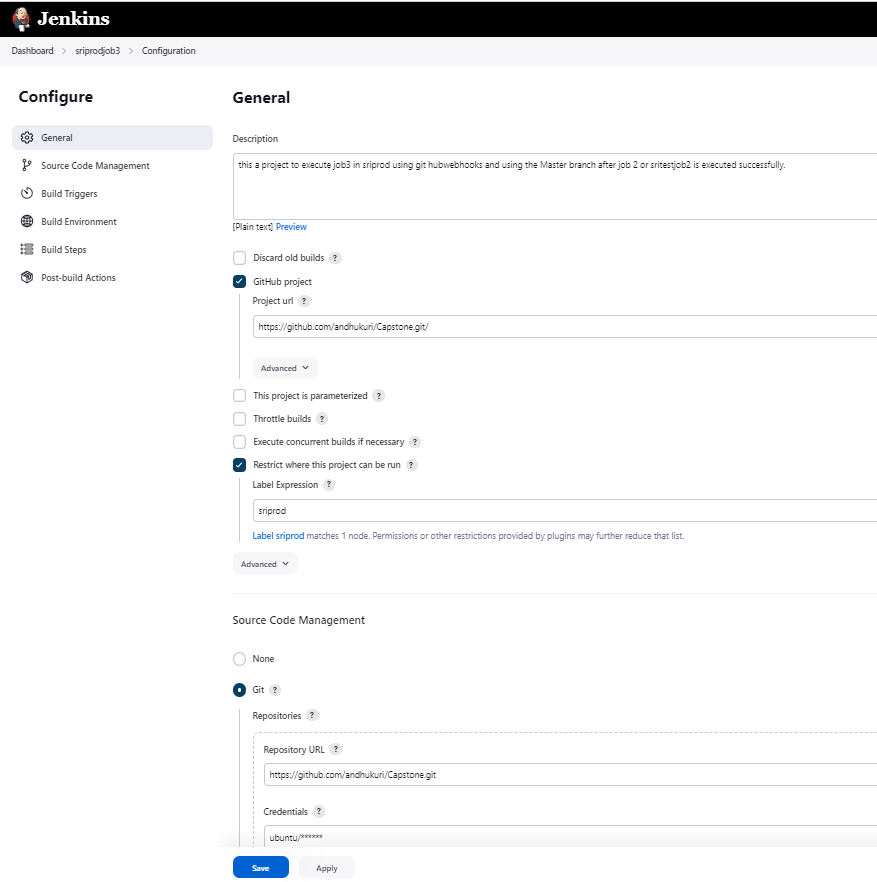 Jenkins
Dashboard > sriprodjob3 > Configuration
Configure
General
Source Code Management
Build Triggers
Build Environment
Build Steps
Post-build Actions
General
Description
this a project to execute job3 in sriprod using git hubwebhooks and using the Master branch after job 2 or sritestjob2 is executed successfully.
[Plain text] Preview
Discard old builds ?
GitHub project
Project url ?
https://github.com/andhukuri/Capstone.git/
Advanced
This project is parameterized ?
Throttle builds ?
Execute concurrent builds if necessary ?
Restrict where this project can be run ?
Label Expression ?
sriprod
Label sriprod matches 1 node. Permissions or other restrictions provided by plugins may further reduce that list.
Advanced
Source Code Management
None
Git ?
Repositories ?
Repository URL ?
https://github.com/andhukuri/Capstone.git
Credentials ?
ubuntu/******
Save Apply